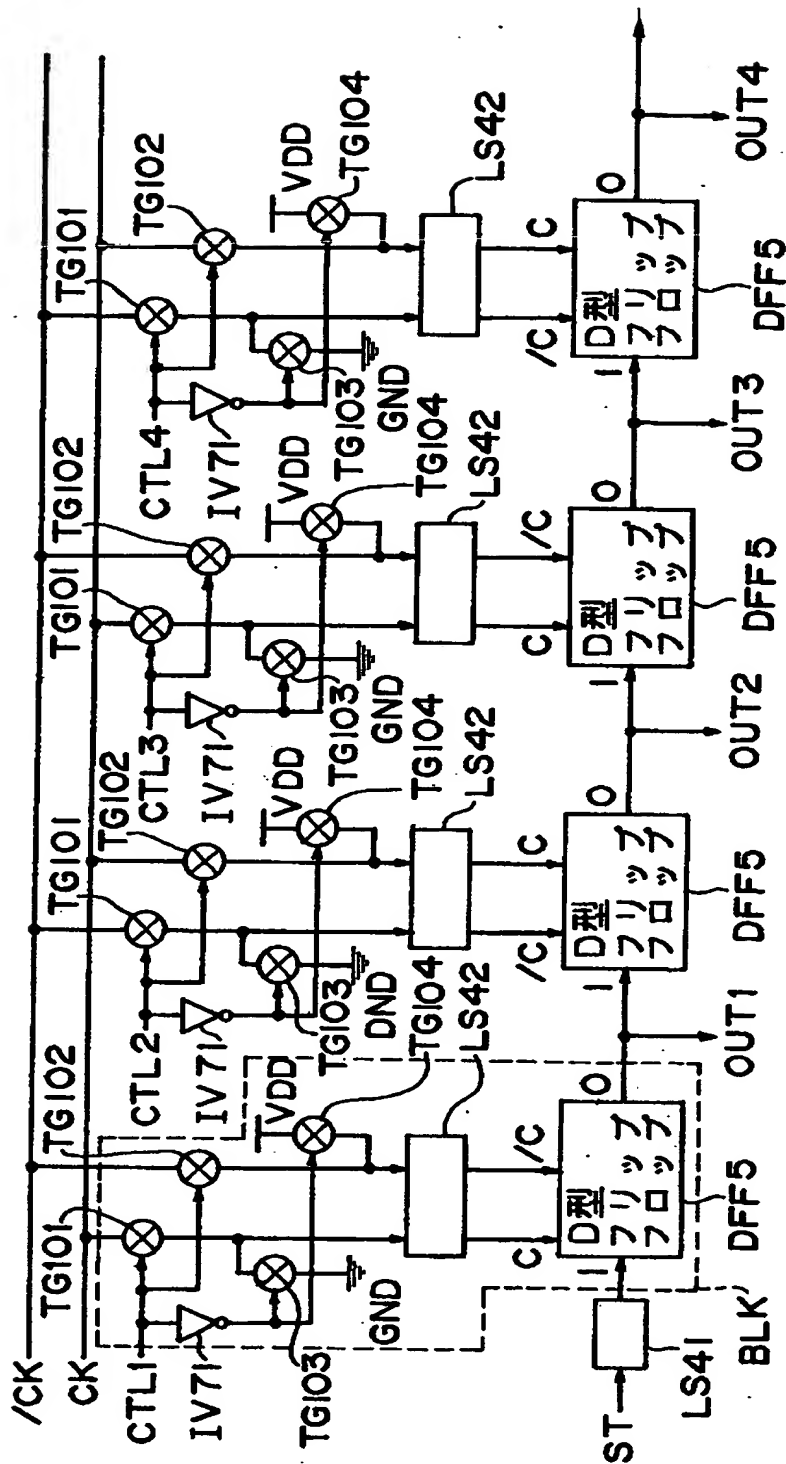 /CK
CK
CTL1
TG101
TG102
IV71
TG103
GND
VDD
TG104
LS42
C
/C
ST
LS41
I
D型
フリップ
フロップ
O
DFF5
BLK
OUT1
CTL2
TG101
TG102
IV71
TG103
DND
VDD
TG104
LS42
/C
C
I
D型
フリップ
フロップ
O
DFF5
OUT2
CTL3
TG101
TG102
IV71
TG103
GND
VDD
TG104
LS42
C
/C
I
D型
フリップ
フロップ
O
DFF5
OUT3
CTL4
TG101
TG102
IV71
TG103
GND
VDD
TG104
LS42
/C
C
I
D型
フリップ
フロップ
O
DFF5
OUT4